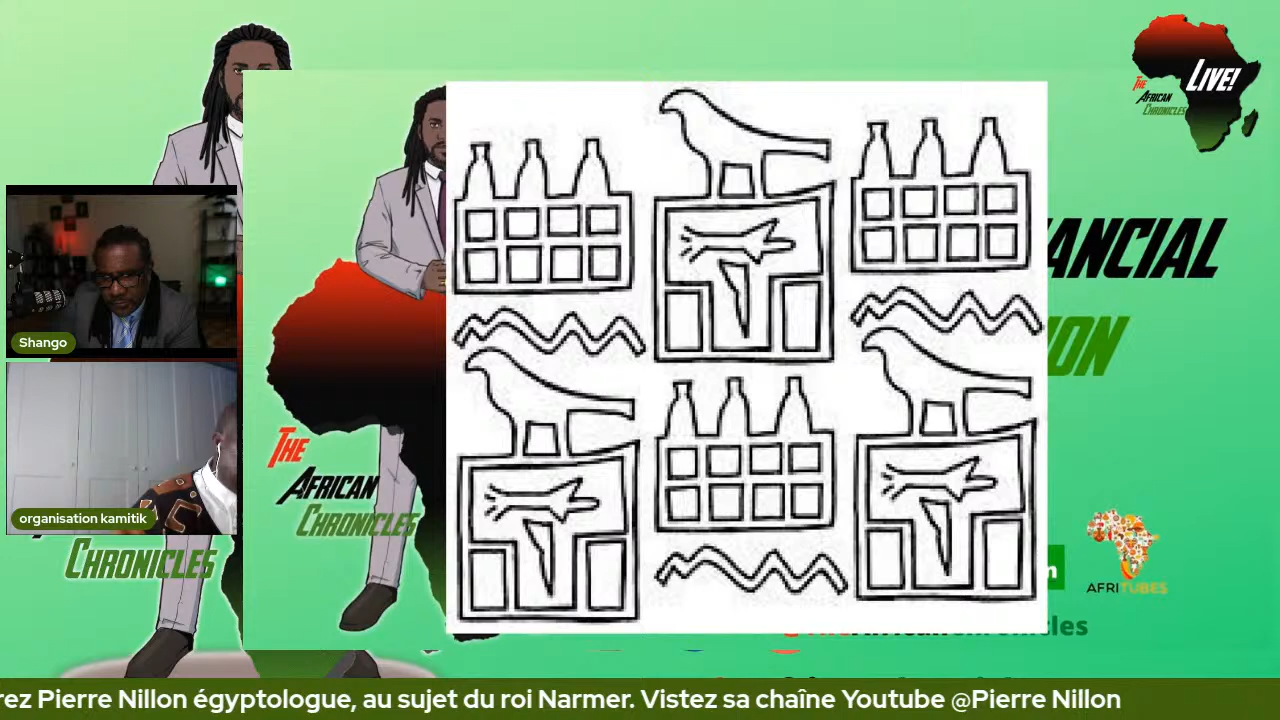 THE
AFRICAN
CHRONICLES
LIVE!
ANCIAL
ON
Shango
organisation kamitik
THE
AFRICAN
CHRONICLES
CHRONICLES
AFRITUBES
rez Pierre Nillon égyptologue, au sujet du roi Narmer. Vistez sa chaîne Youtube @Pierre Nillon